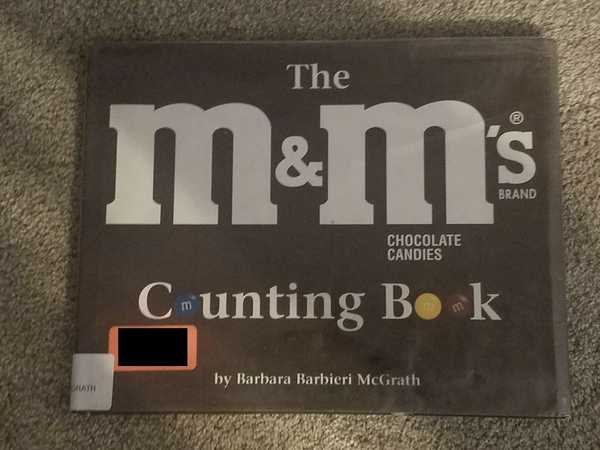 The
m&m's®
BRAND
CHOCOLATE
CANDIES
Counting Book
GRATH
by Barbara Barbieri McGrath